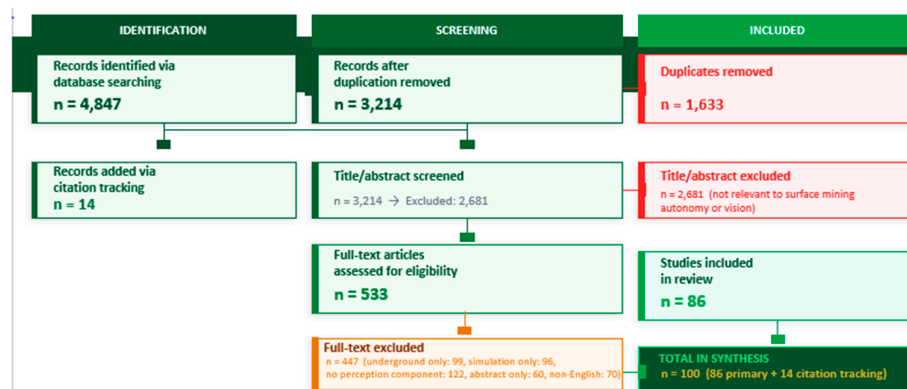 IDENTIFICATION
Records identified via
database searching
n = 4,847
Records added via
citation tracking
n = 14
SCREENING
Records after
duplication removed
n = 3,214
Title/abstract screened
n = 3,214 → Excluded: 2,681
Full-text articles
assessed for eligibility
n = 533
Full-text excluded
n = 447 (underground only: 99, simulation only: 96,
no perception component: 122, abstract only: 60, non-English: 70)
INCLUDED
Duplicates removed
n = 1,633
Title/abstract excluded
n = 2,681 (not relevant to surface mining
autonomy or vision)
Studies included
in review
n = 86
TOTAL IN SYNTHESIS
n = 100 (86 primary + 14 citation tracking)